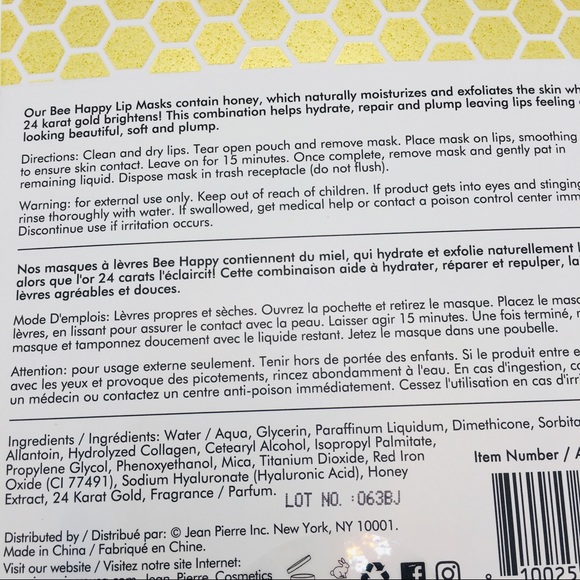 Our Bee Happy Lip Masks contain honey, which naturally moisturizes and exfoliates the skin
24 karat gold brightens! This combination helps hydrate, repair and plump leaving lips feeling
looking beautiful, soft and plump.
Directions: Clean and dry lips. Tear open pouch and remove mask. Place mask on lips, smoothing
to ensure skin contact. Leave on for 15 minutes. Once complete, remove mask and gently pat in
remaining liquid. Dispose mask in trash receptacle (do not flush).
Warning: for external use only. Keep out of reach of children. If product gets into eyes and stinging
rinse thoroughly with water. If swallowed, get medical help or contact a poison control center
Discontinue use if irritation occurs.
Nos masques à lèvres Bee Happy contiennent du miel, qui hydrate et exfolie naturellement
alors que l'or 24 carats l'éclaircit! Cette combinaison aide à hydrater, réparer et repulper,
lèvres agréables et douces.
Mode D'emploi: Lèvres propres et sèches. Ouvrez la pochette et retirez le masque. Placez le
lèvres, en lissant pour assurer le contact avec la peau. Laisser agir 15 minutes. Une fois terminé,
masque et tamponnez doucement avec le liquide restant. Jetez le masque dans une poubelle.
Attention: pour usage externe seulement. Tenir hors de portée des enfants. Si le produit entre
avec les yeux et provoque des picotements, rincez abondamment à l'eau. En cas d'ingestion,
un médecin ou contactez un centre anti-poison immédiatement. Cessez l'utilisation en cas
Ingredients / Ingrédients: Water / Aqua, Glycerin, Paraffinum Liquidum, Dimethicone,
Allantoin, Hydrolyzed Collagen, Cetearyl Alcohol, Isopropyl Palmitate,
Propylene Glycol, Phenoxyethanol, Mica, Titanium Dioxide, Red Iron
Oxide (CI 77491), Sodium Hyaluronate (Hyaluronic Acid), Honey
Extract, 24 Karat Gold, Fragrance / Parfum.
LOT NO. :063BJ
Item Number /
Distributed by / Distribué par: © Jean Pierre Inc. New York, NY 10001.
Made in China / Fabriqué en Chine.
Visit our website / Visitez notre site Internet:
Jean Pierre Cosmetics
10025